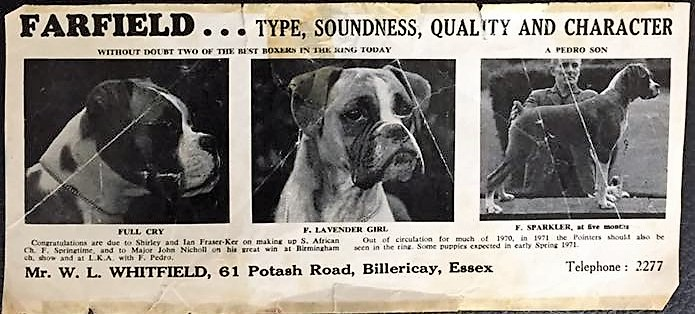 FARFIELD... TYPE, SOUNDNESS, QUALITY AND CHARACTER
WITHOUT DOUBT TWO OF THE BEST BOXERS IN THE RING TODAY
A PEDRO SON
FULL CRY
F. LAVENDER GIRL
F. SPARKLER, at five months
Congratulations are due to Shirley and Ian Fraser-Ker on making up S. African
Ch. F. Springtime, and to Major John Nicholl on his great win at Birmingham
ch. show and at L.K.A. with F. Pedro.
Out of circulation for much of 1970, in 1971 the Pointers should also be
seen in the ring. Some puppies expected in early Spring 1971.
Mr. W. L. WHITFIELD, 61 Potash Road, Billericay, Essex
Telephone : 2277